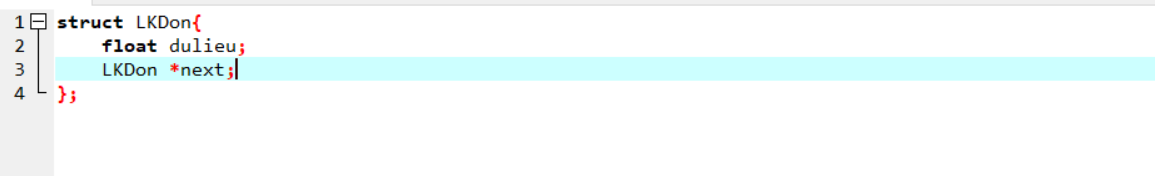 1 struct LKDon{
2 float dulieu;
3 LKDon *next;
4 };